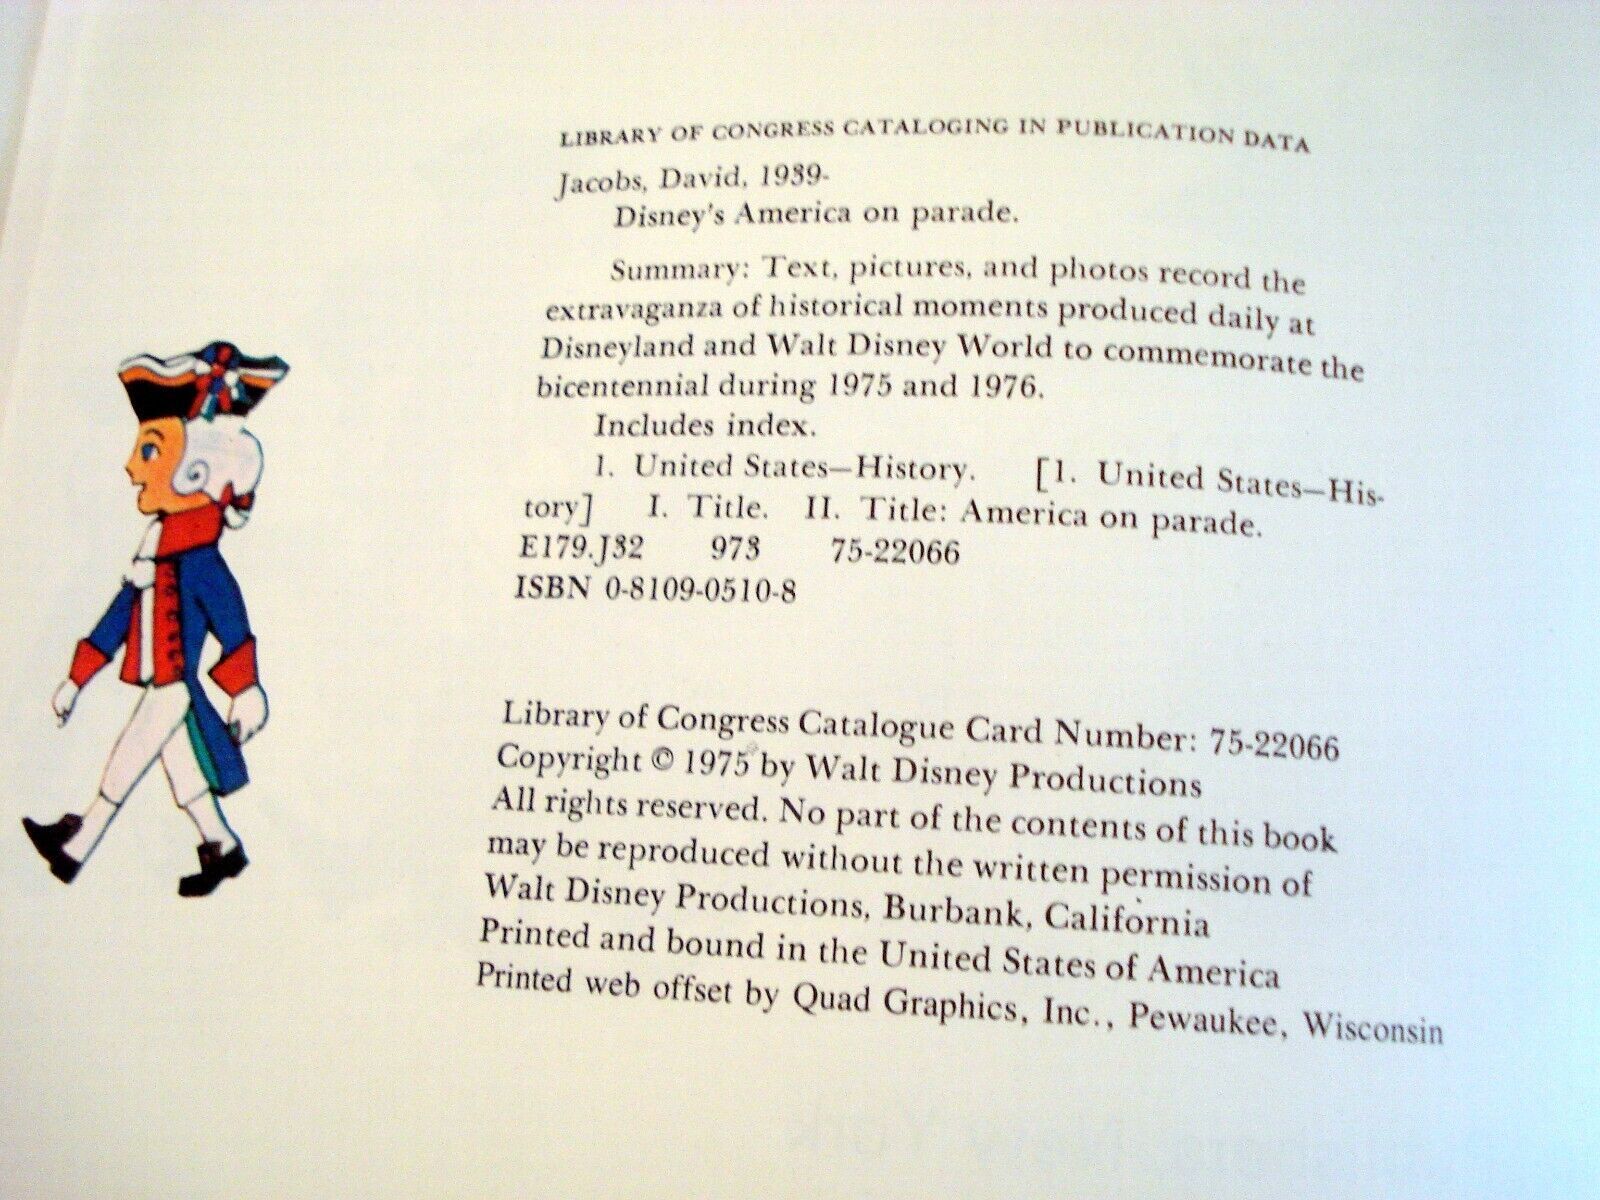 LIBRARY OF CONGRESS CATALOGING IN PUBLICATION DATA
Jacobs, David, 1939-
Disney's America on parade.
Summary: Text, pictures, and photos record the
extravaganza of historical moments produced daily at
Disneyland and Walt Disney World to commemorate the
bicentennial during 1975 and 1976.
Includes index.
1. United States—History. [1. United States—His-
tory] I. Title. II. Title: America on parade.
E179.J32 973 75-22066
ISBN 0-8109-0510-8
Library of Congress Catalogue Card Number: 75-22066
Copyright © 1975 by Walt Disney Productions
All rights reserved. No part of the contents of this book
may be reproduced without the written permission of
Walt Disney Productions, Burbank, California
Printed and bound in the United States of America
Printed web offset by Quad Graphics, Inc., Pewaukee, Wisconsin